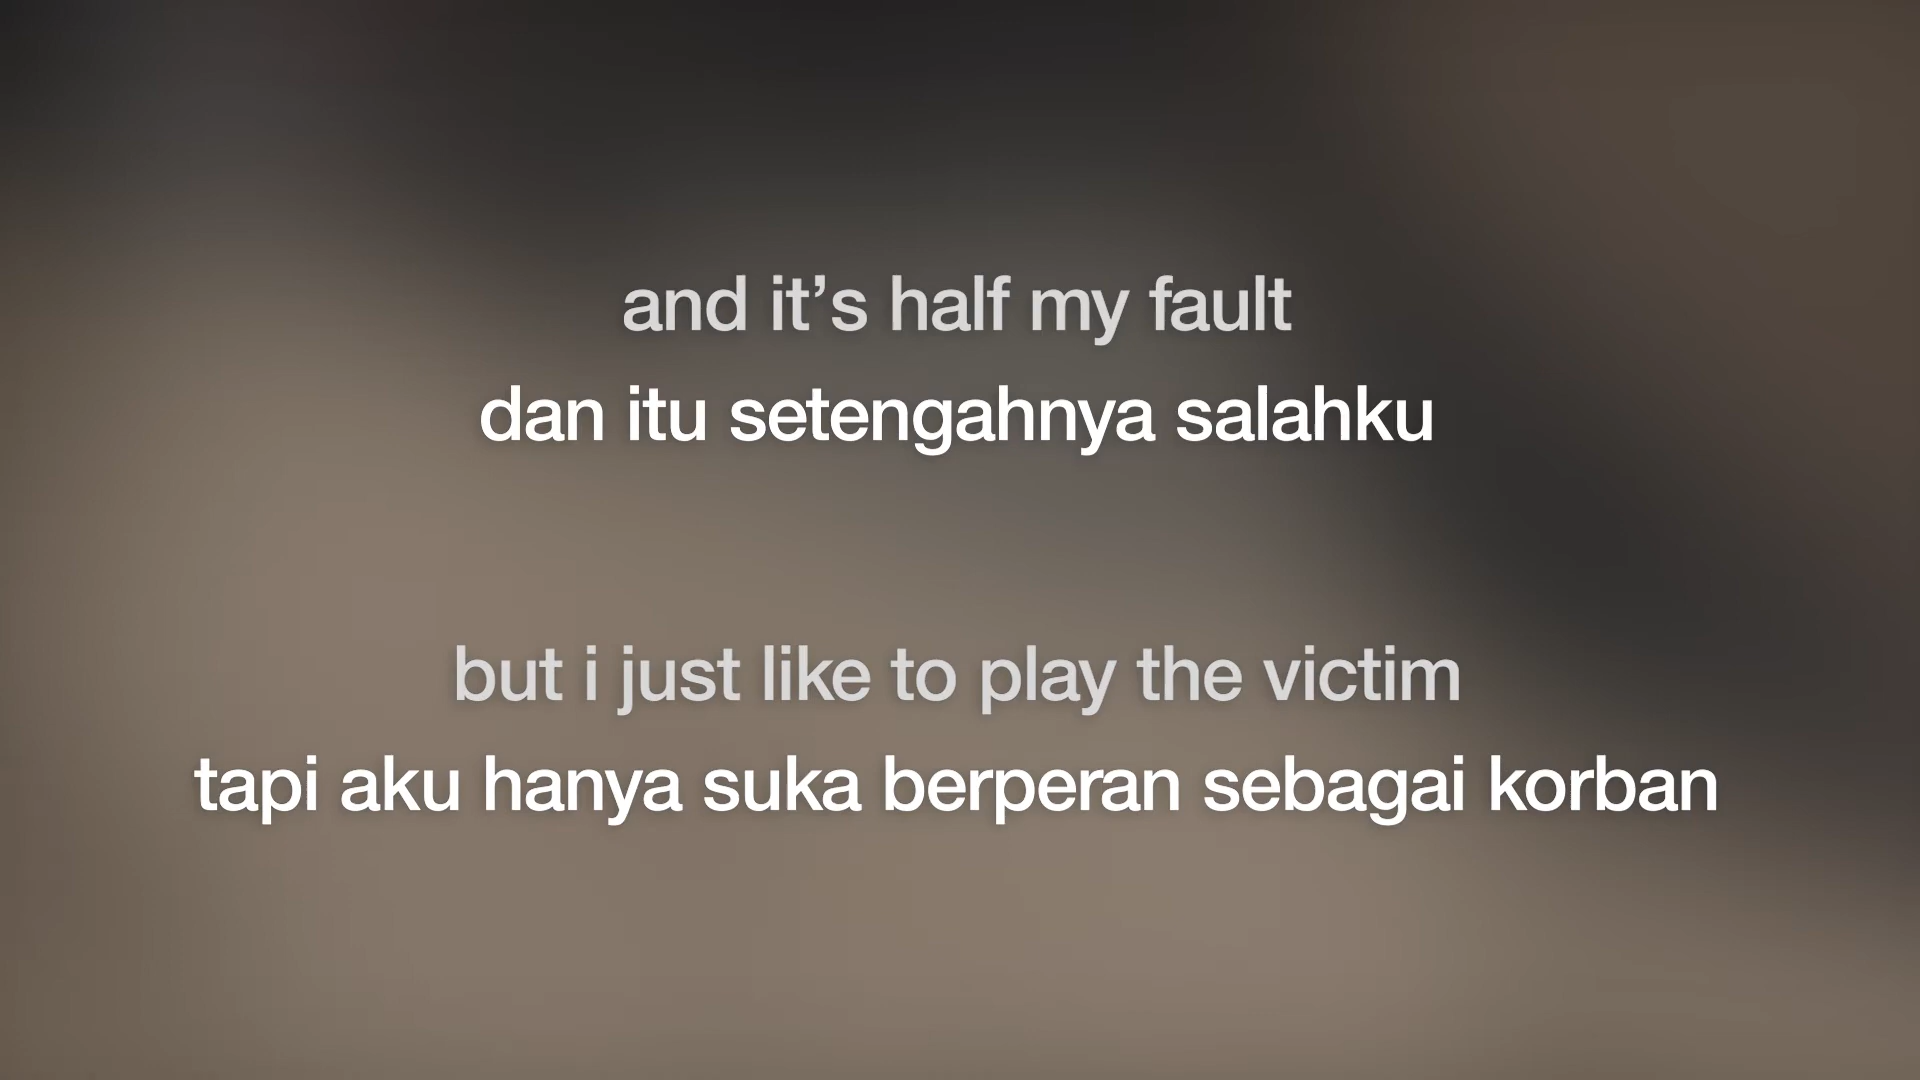 and it’s half my fault
dan itu setengahnya salahku
but i just like to play the victim
tapi aku hanya suka berperan sebagai korban